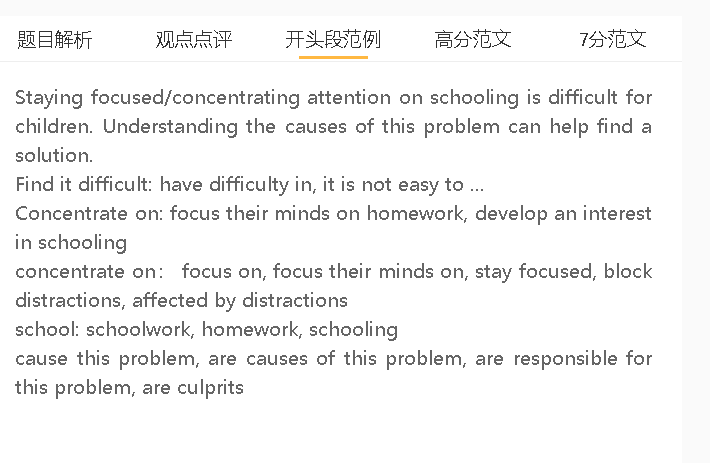 题目解析 观点点评 开头段范例 高分范文 7分范文
Staying focused/concentrating attention on schooling is difficult for
children. Understanding the causes of this problem can help find a
solution.
Find it difficult: have difficulty in, it is not easy to ...
Concentrate on: focus their minds on homework, develop an interest
in schooling
concentrate on： focus on, focus their minds on, stay focused, block
distractions, affected by distractions
school: schoolwork, homework, schooling
cause this problem, are causes of this problem, are responsible for
this problem, are culprits